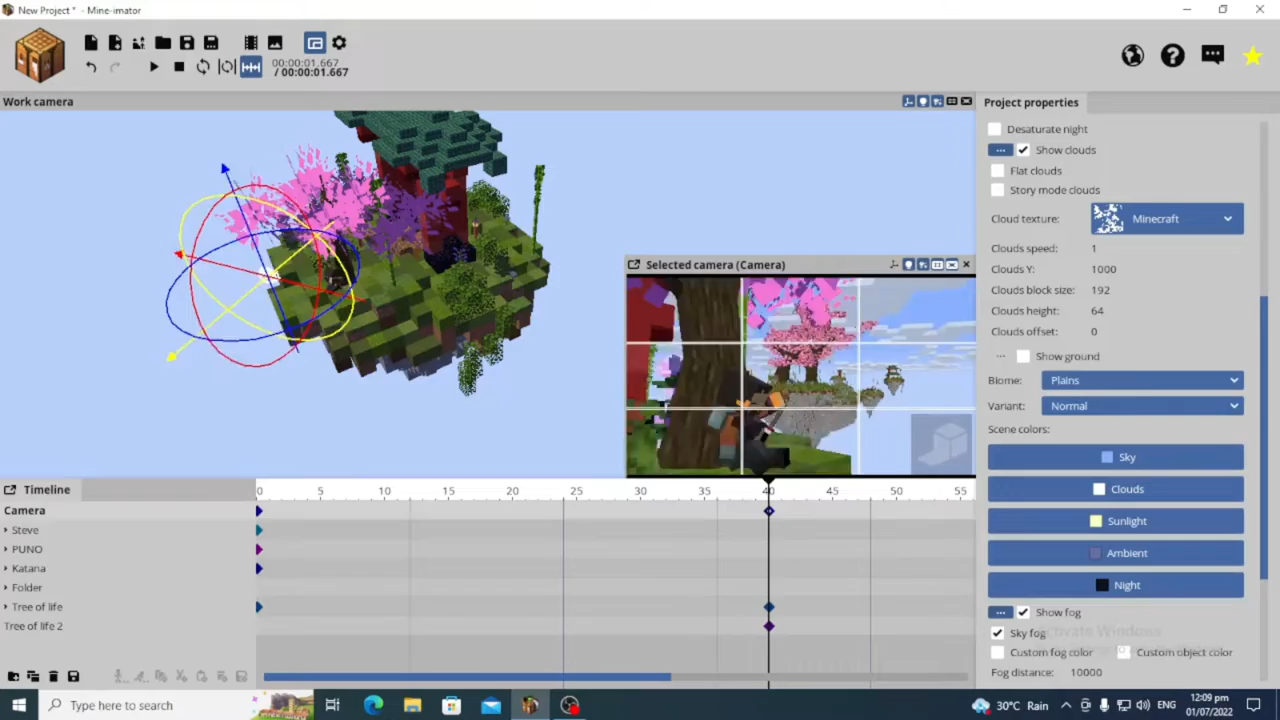 New Project * - Mine-imator
00:00:01.667
/ 00:00:01.667
Work camera
Project properties
Desaturate night
... Show clouds
Flat clouds
Story mode clouds
Cloud texture: Minecraft
Clouds speed: 1
Clouds Y: 1000
Clouds block size: 192
Clouds height: 64
Clouds offset: 0
... Show ground
Biome: Plains
Variant: Normal
Scene colors:
Sky
Clouds
Sunlight
Ambient
Night
... Show fog
Sky fog
Activate Windows
Custom fog color Custom object color
Fog distance: 10000
Selected camera (Camera)
Timeline
0 5 10 15 20 25 30 35 40 45 50 55
Camera
Steve
PUNO
Katana
Folder
Tree of life
Tree of life 2
Type here to search
30°C Rain
ENG
12:09 pm
01/07/2022